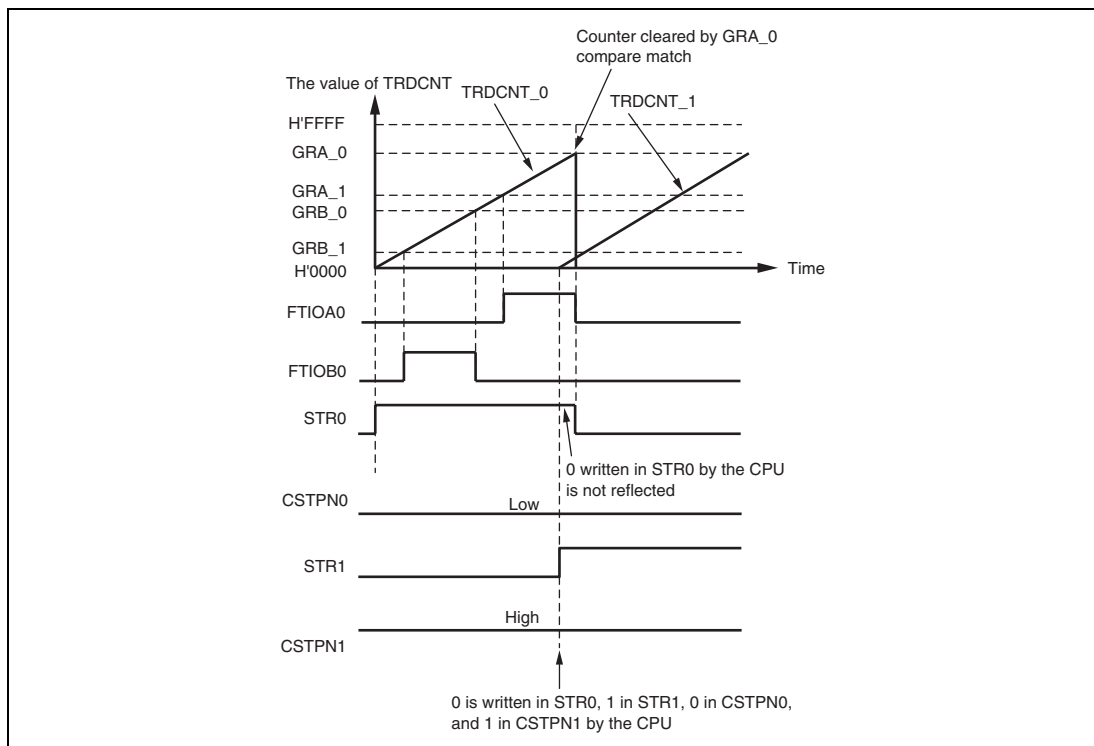 Counter cleared by GRA_0
compare match
The value of TRDCNT
TRDCNT_0
TRDCNT_1
H'FFFF
GRA_0
GRA_1
GRB_0
GRB_1
H'0000
Time
FTIOA0
FTIOB0
STR0
0 written in STR0 by the CPU
is not reflected
CSTPN0
Low
STR1
High
CSTPN1
0 is written in STR0, 1 in STR1, 0 in CSTPN0,
and 1 in CSTPN1 by the CPU